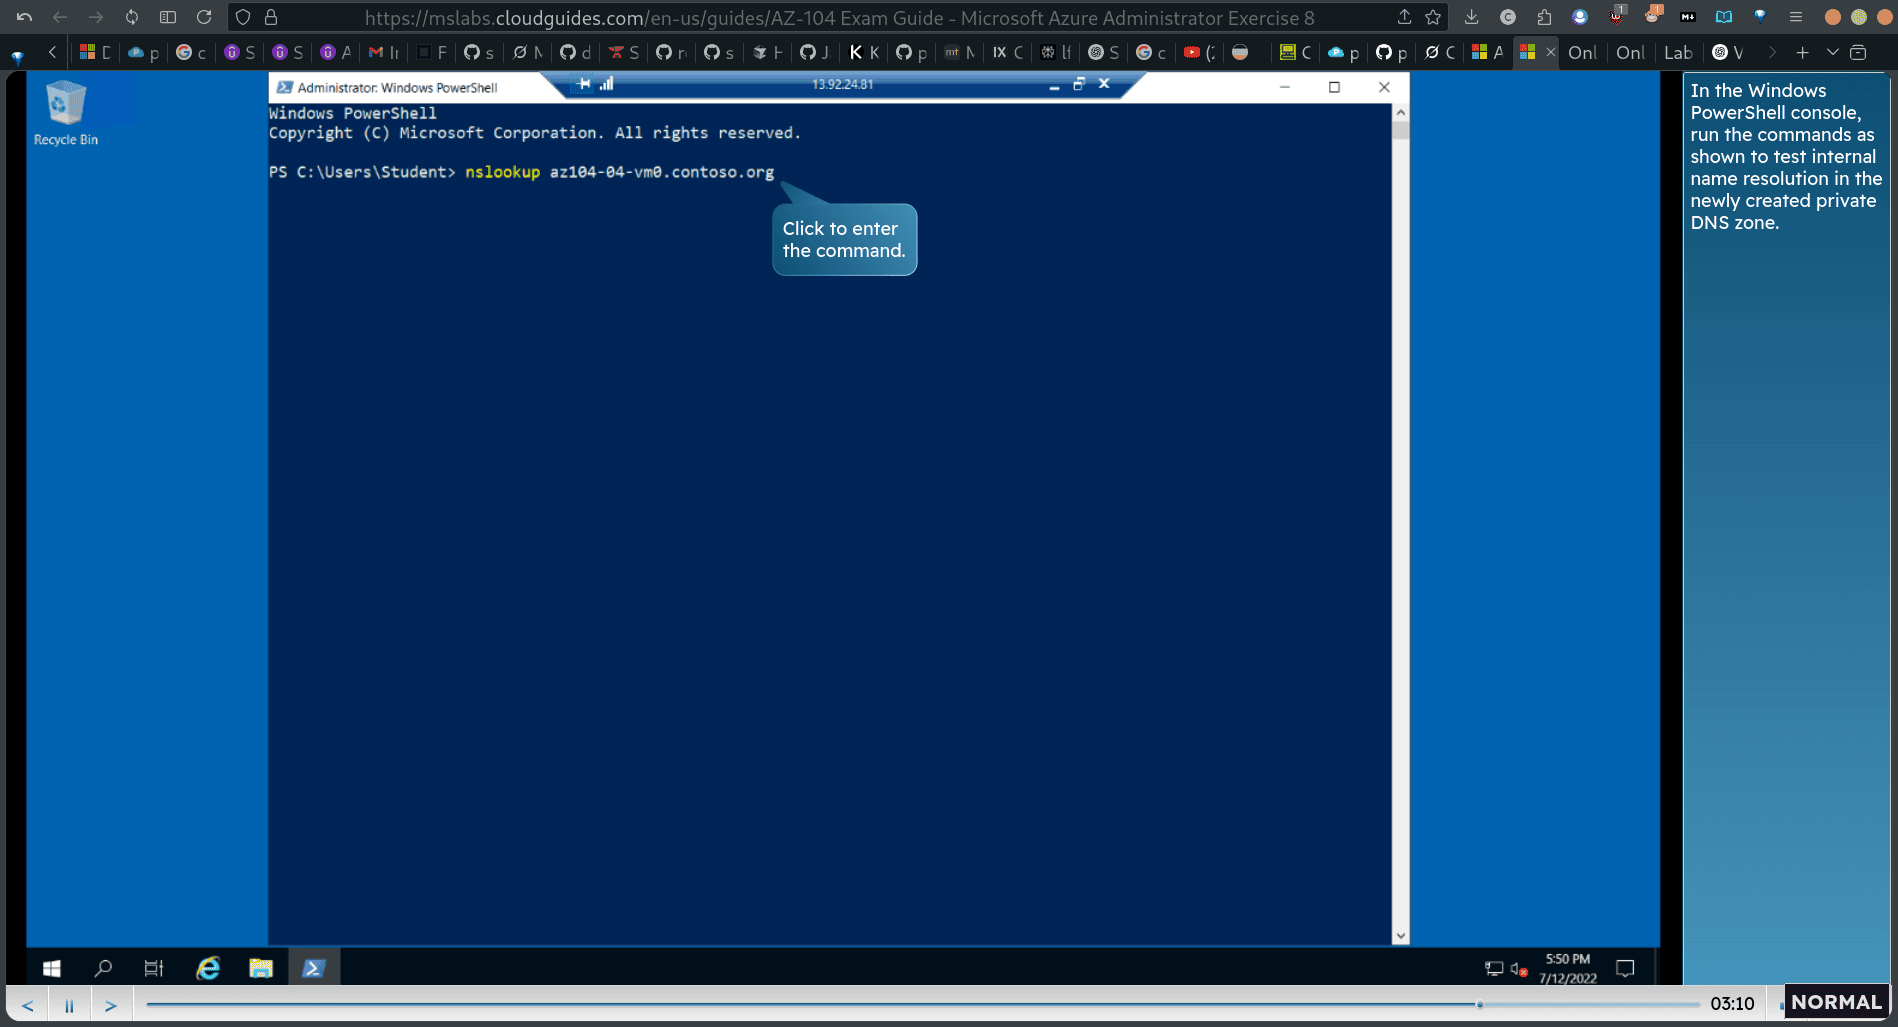 https://mslabs.cloudguides.com/en-us/guides/AZ-104 Exam Guide - Microsoft Azure Administrator Exercise 8
1
1
D p C S S A In F s N d S r s H J K p N C If S c C p p C A Onl Onl Lab V
Recycle Bin
Administrator: Windows PowerShell
13.92.24.81
Windows PowerShell
Copyright (C) Microsoft Corporation. All rights reserved.
PS C:\Users\Student> nslookup az104-04-vm0.contoso.org
Click to enter
the command.
In the Windows
PowerShell console,
run the commands as
shown to test internal
name resolution in the
newly created private
DNS zone.
5:50 PM
7/12/2022
03:10
NORMAL